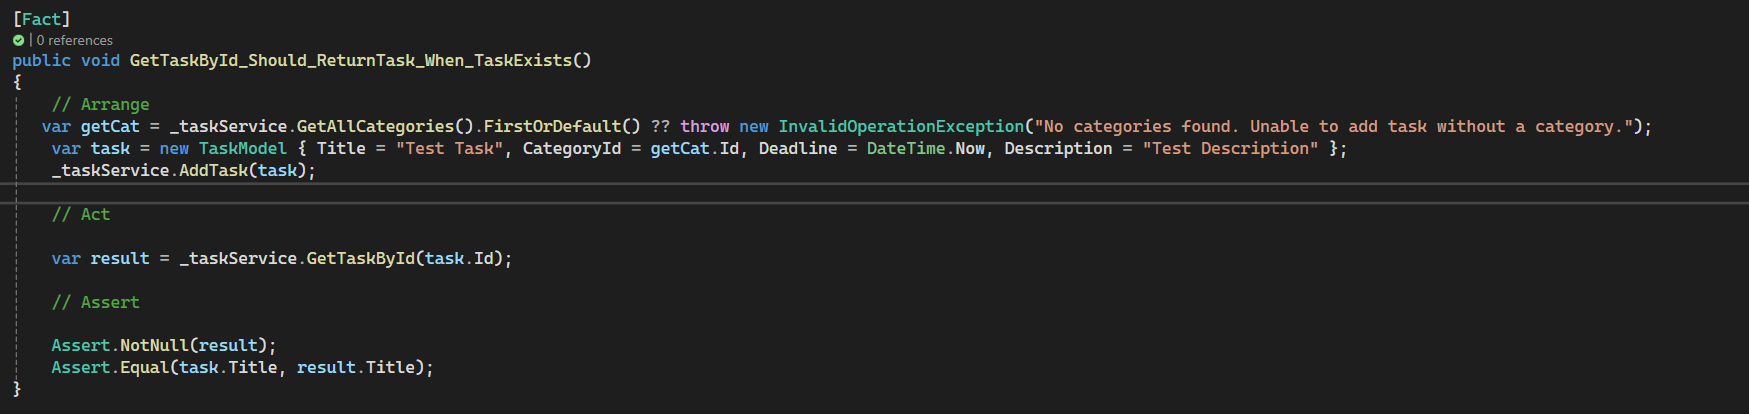 [Fact]
| 0 references
public void GetTaskById_Should_ReturnTask_When_TaskExists()
{
    // Arrange
   var getCat = _taskService.GetAllCategories().FirstOrDefault() ?? throw new InvalidOperationException("No categories found. Unable to add task without a category.");
    var task = new TaskModel { Title = "Test Task", CategoryId = getCat.Id, Deadline = DateTime.Now, Description = "Test Description" };
    _taskService.AddTask(task);
    // Act
    var result = _taskService.GetTaskById(task.Id);
    // Assert
    Assert.NotNull(result);
    Assert.Equal(task.Title, result.Title);
}